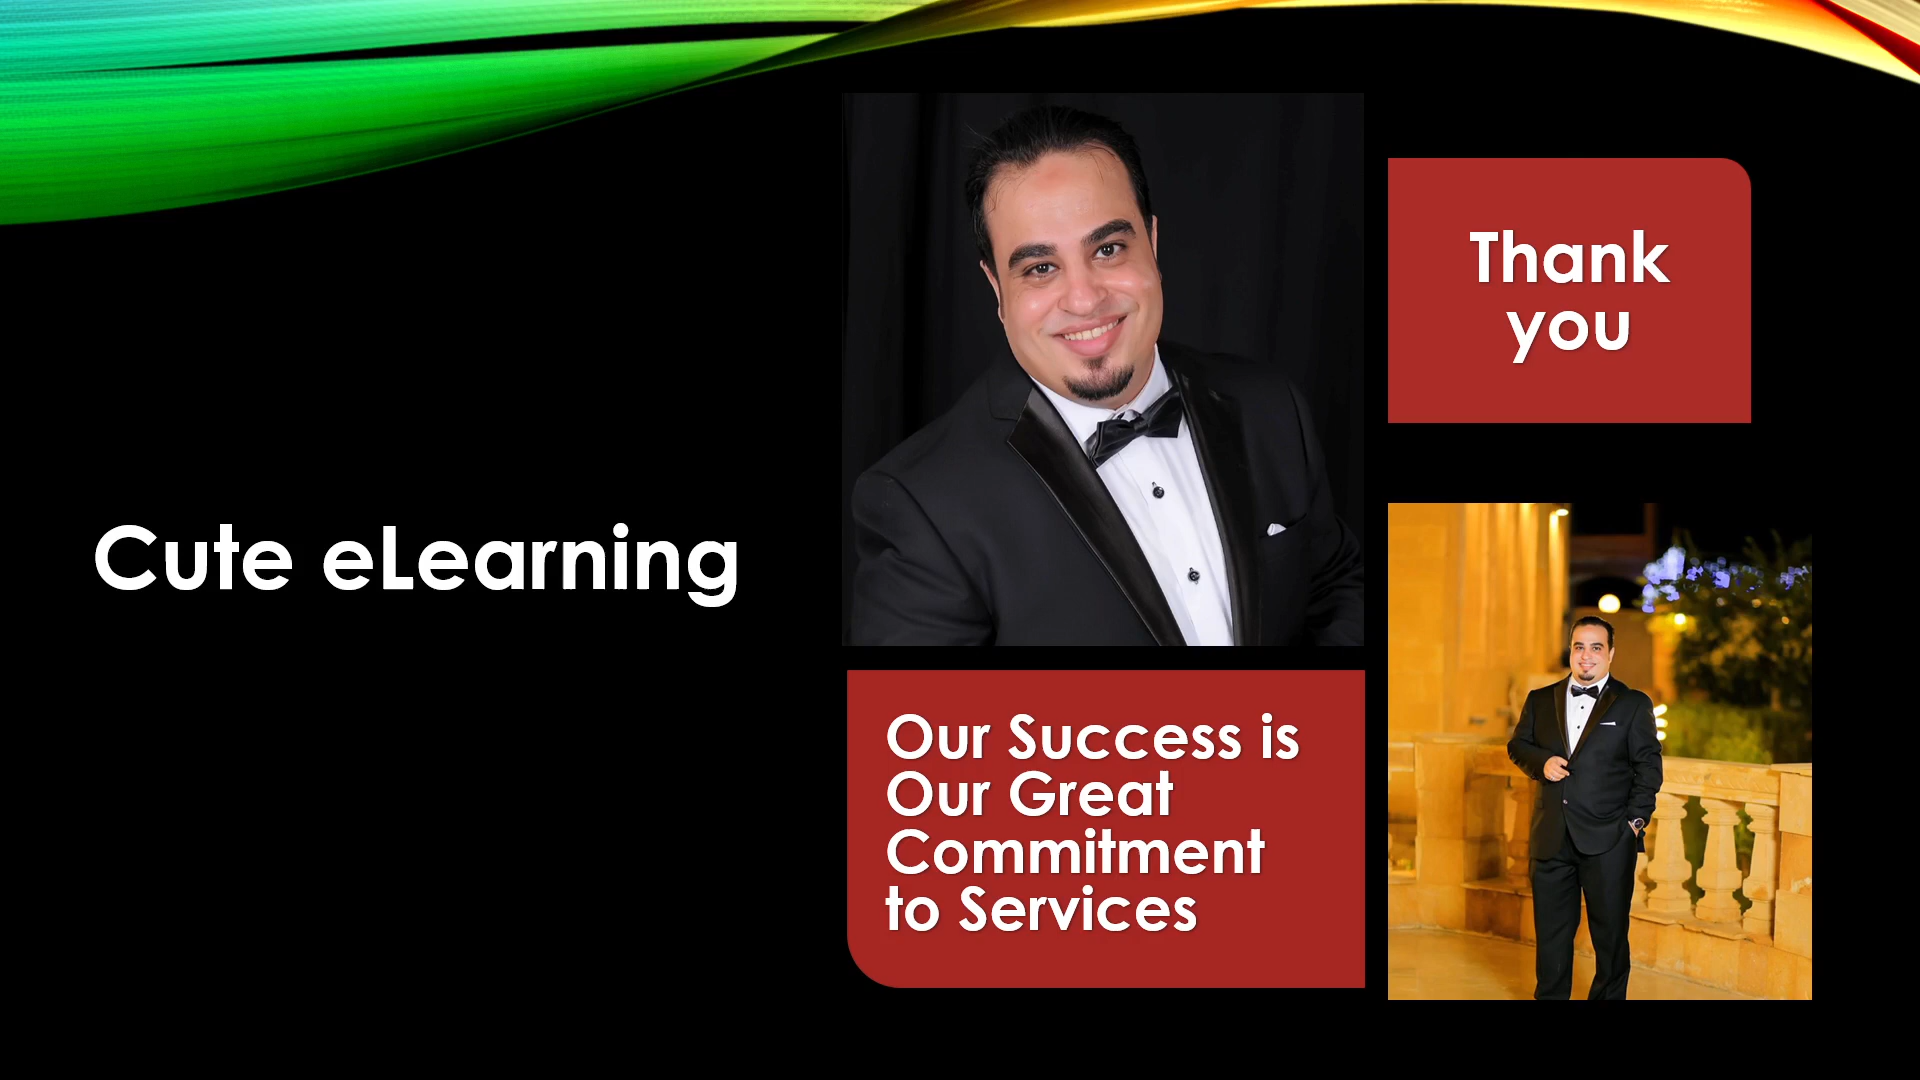 Cute eLearning
Thank
you
Our Success is
Our Great
Commitment
to Services